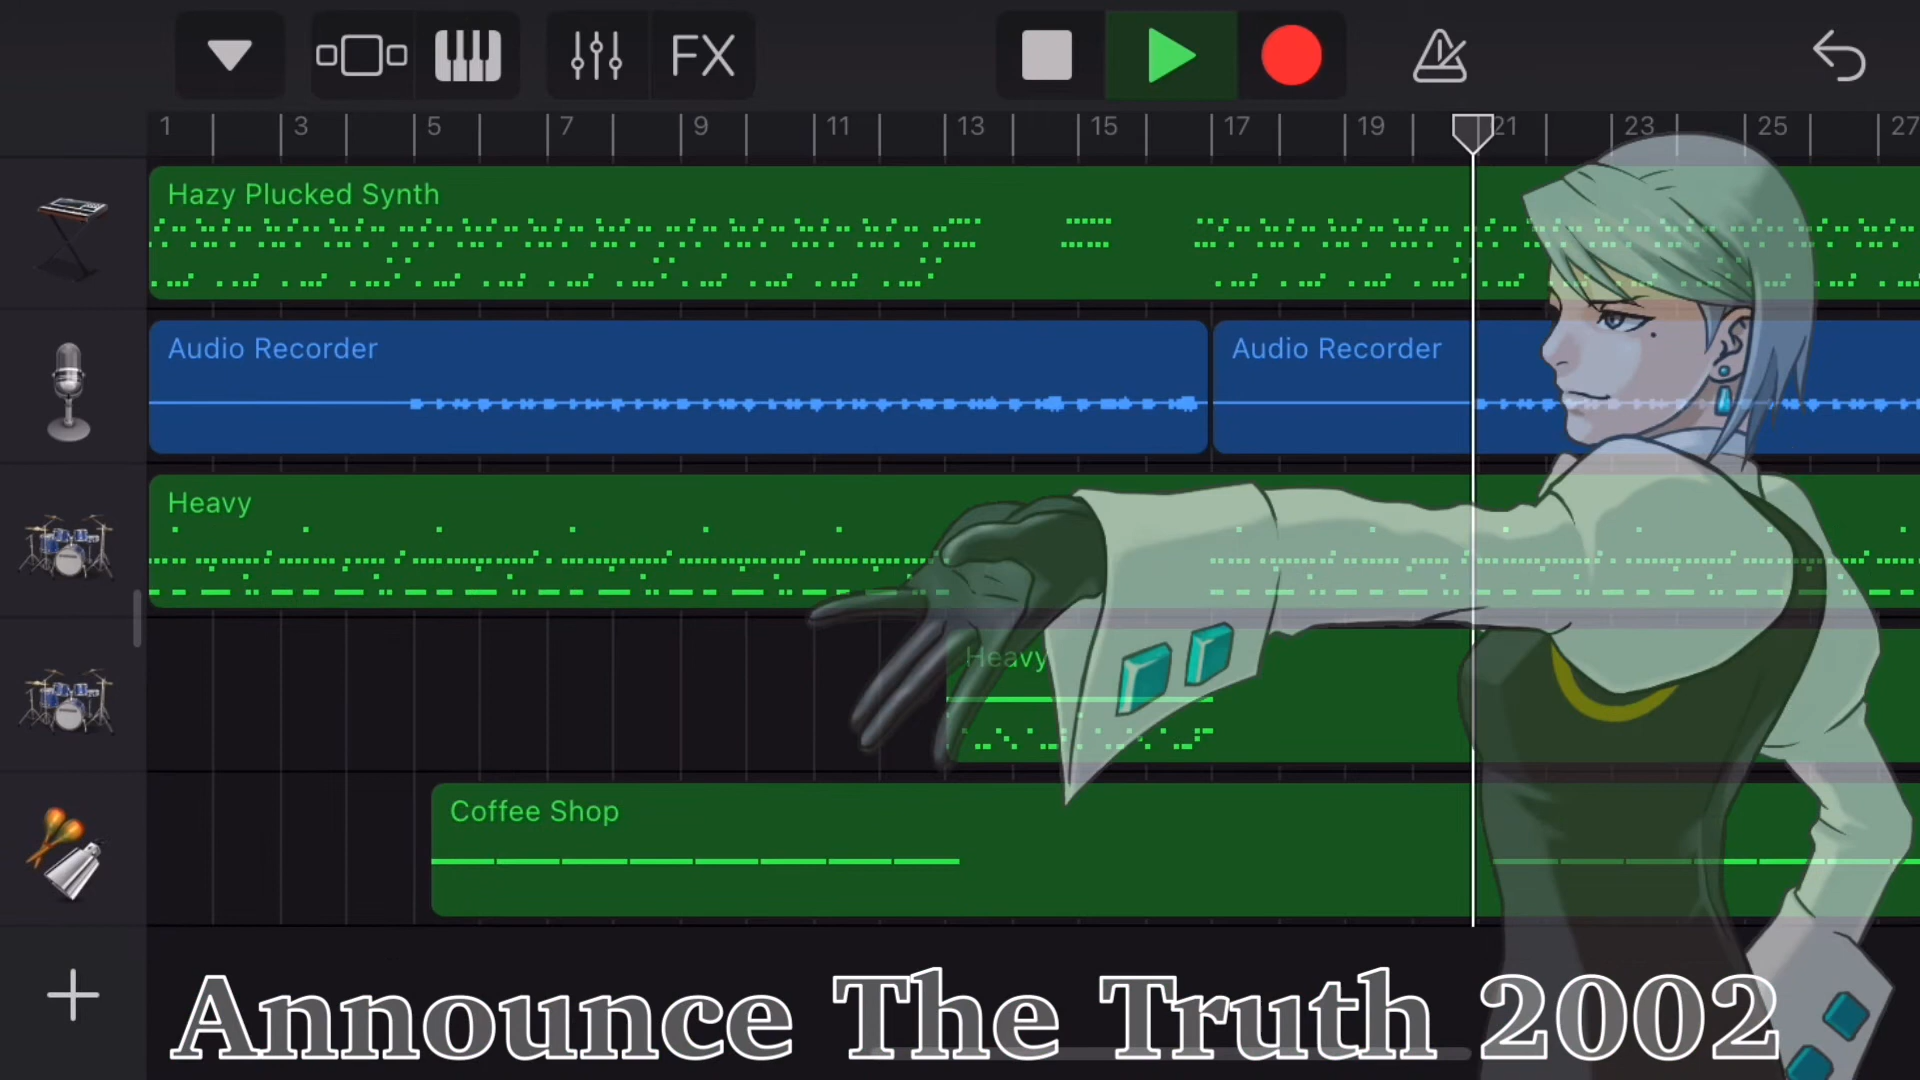 FX
1 3 5 7 9 11 13 15 17 19 21 23 25 27
Hazy Plucked Synth
Audio Recorder Audio Recorder
Heavy
Heavy
Coffee Shop
Announce The Truth 2002